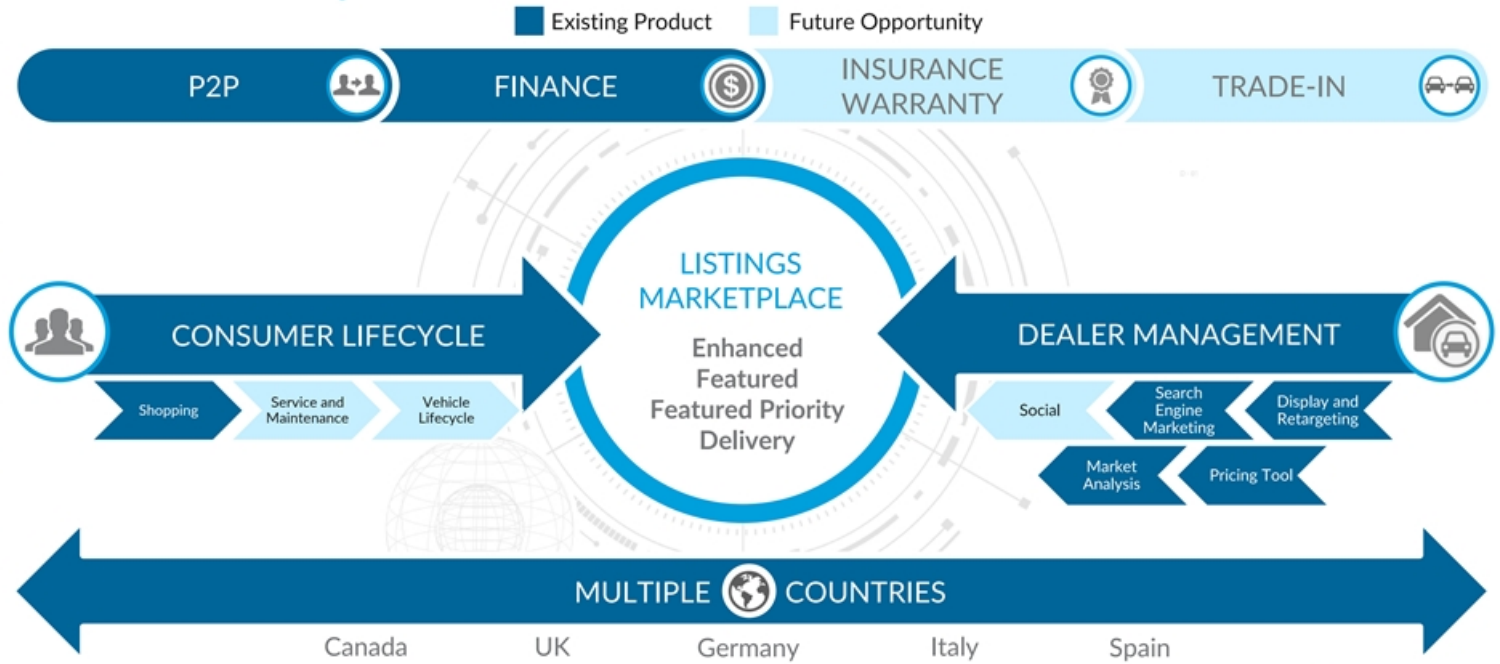 Existing Product
Future Opportunity
P2P
FINANCE
INSURANCE
WARRANTY
TRADE-IN
LISTINGS
MARKETPLACE
Enhanced
Featured
Featured Priority
Delivery
CONSUMER LIFECYCLE
Shopping
Service and
Maintenance
Vehicle
Lifecycle
DEALER MANAGEMENT
Social
Search
Engine
Marketing
Display and
Retargeting
Market
Analysis
Pricing Tool
MULTIPLE COUNTRIES
Canada
UK
Germany
Italy
Spain